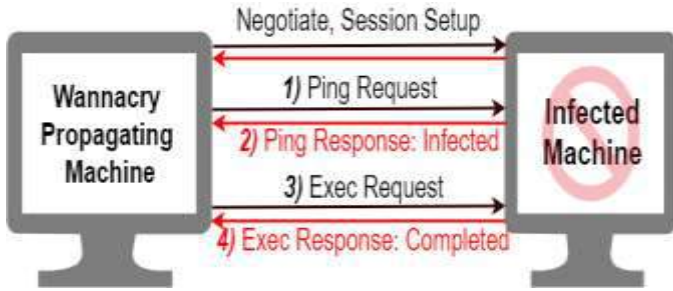 Negotiate, Session Setup
Wannacry
Propagating
Machine
1) Ping Request
2) Ping Response: Infected
3) Exec Request
4) Exec Response: Completed
Infected
Machine